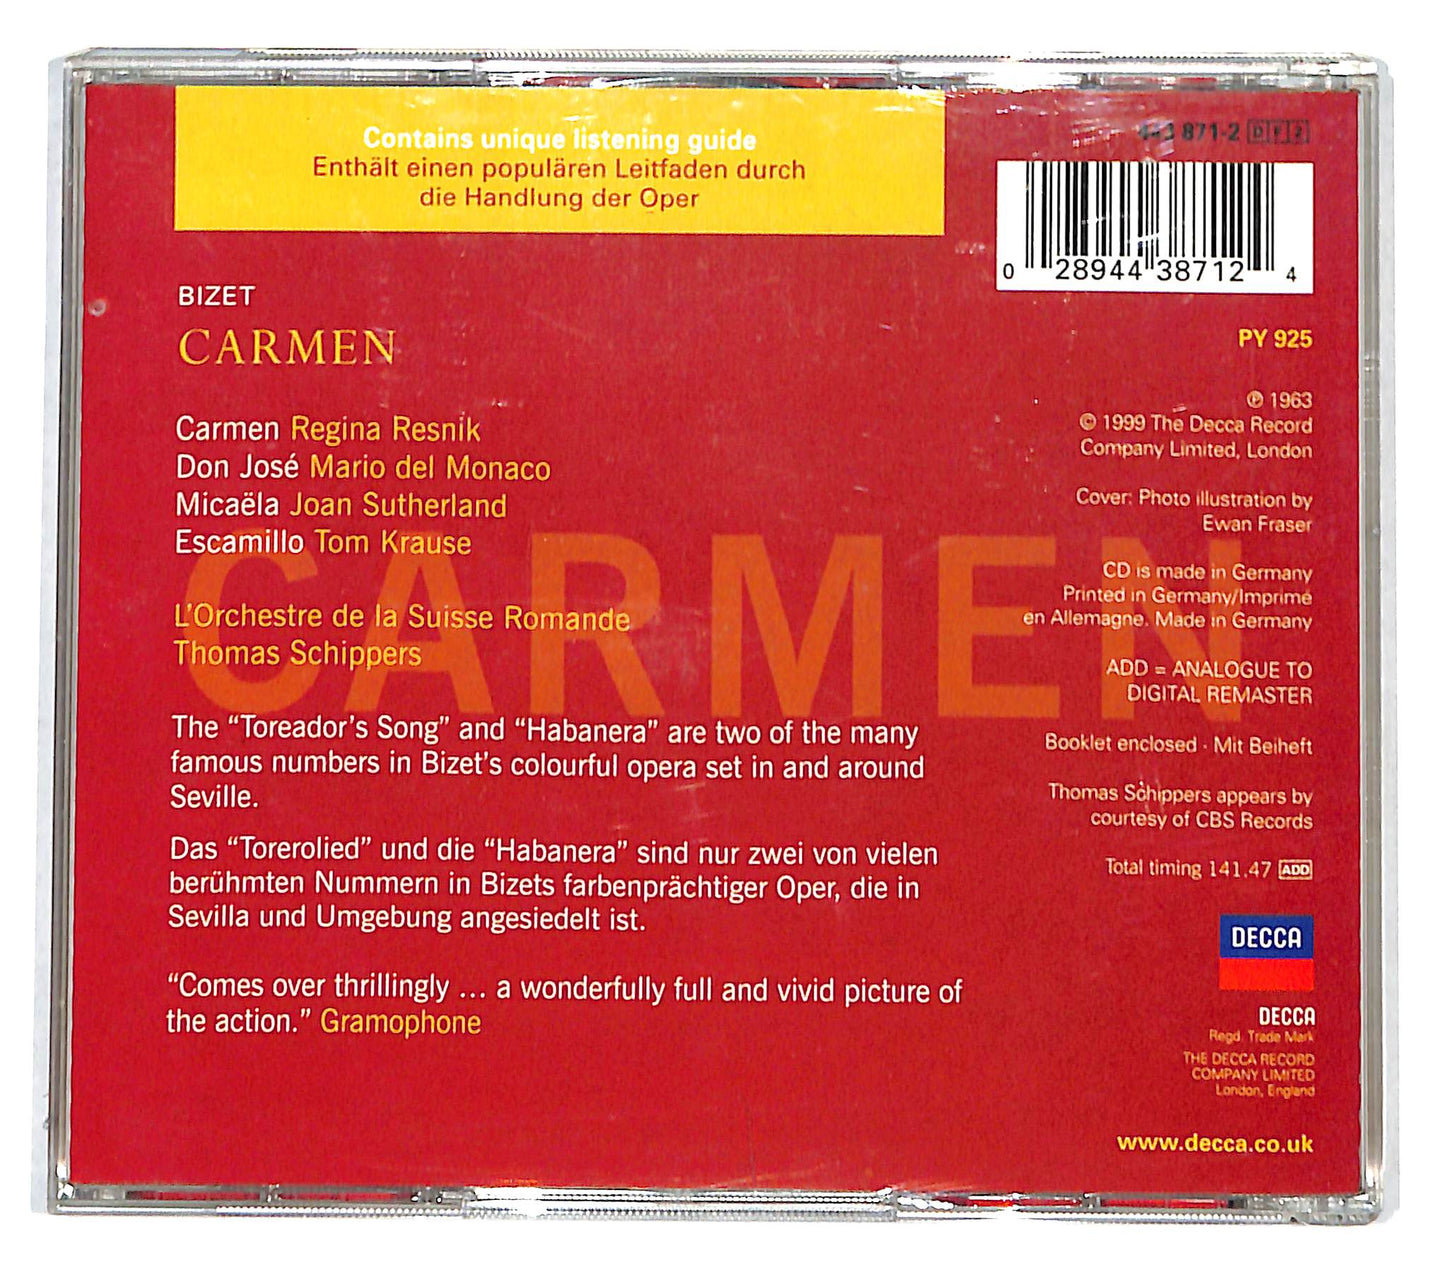 Contains unique listening guide
Enthält einen populären Leitfaden durch
die Handlung der Oper
443 871-2 DF2
0 28944 38712 4
PY 925
BIZET
CARMEN
Carmen Regina Resnik
Don José Mario del Monaco
Micaëla Joan Sutherland
Escamillo Tom Krause
L'Orchestre de la Suisse Romande
Thomas Schippers
CARMEN
The “Toreador's Song” and “Habanera” are two of the many
famous numbers in Bizet's colourful opera set in and around
Seville.
Das “Torerolied” und die “Habanera” sind nur zwei von vielen
berühmten Nummern in Bizets farbenprächtiger Oper, die in
Sevilla und Umgebung angesiedelt ist.
“Comes over thrillingly ... a wonderfully full and vivid picture of
the action.” Gramophone
℗ 1963
© 1999 The Decca Record
Company Limited, London
Cover: Photo illustration by
Ewan Fraser
CD is made in Germany
Printed in Germany/Imprimé
en Allemagne. Made in Germany
ADD = ANALOGUE TO
DIGITAL REMASTER
Booklet enclosed · Mit Beiheft
Thomas Schippers appears by
courtesy of CBS Records
Total timing 141.47 ADD
DECCA
DECCA
Regd. Trade Mark
THE DECCA RECORD
COMPANY LIMITED
London, England
www.decca.co.uk